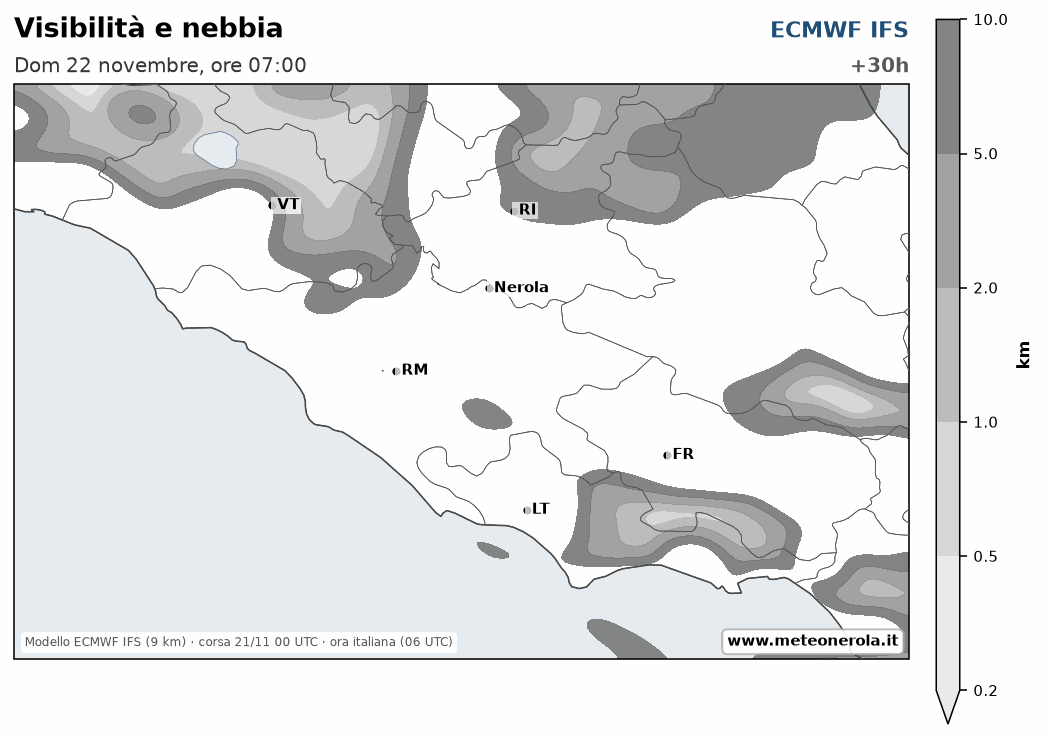 Visibilità e nebbia
ECMWF IFS
Dom 22 novembre, ore 07:00
+30h
10.0
5.0
2.0
1.0
0.5
0.2
km
VT
RI
Nerola
RM
FR
LT
Modello ECMWF IFS (9 km) · corsa 21/11 00 UTC · ora italiana (06 UTC)
www.meteonerola.it